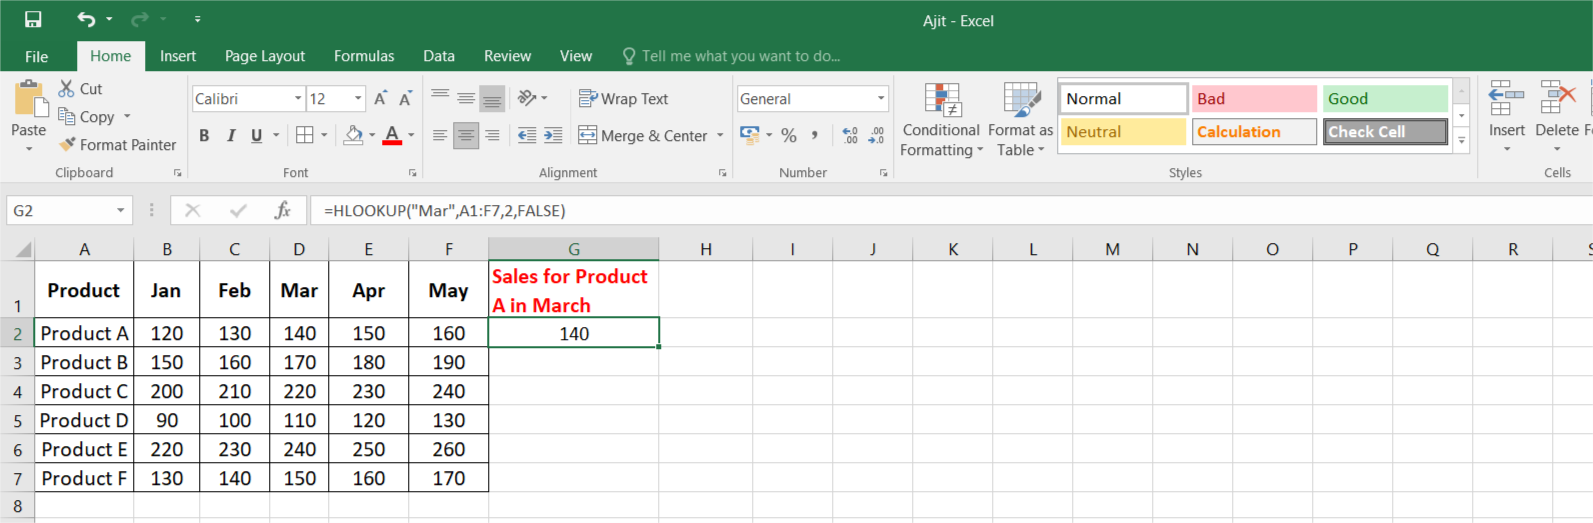 Ajit - Excel
File Home Insert Page Layout Formulas Data Review View Tell me what you want to do...
Cut
Copy
Format Painter
Paste
Clipboard
Calibri 12
B I U
Font
Wrap Text
Merge & Center
Alignment
General
%
Number
Conditional Formatting
Format as Table
Normal Bad Good
Neutral Calculation Check Cell
Styles
Insert Delete
Cells
G2 fx =HLOOKUP("Mar",A1:F7,2,FALSE)
A B C D E F G H I J K L M N O P Q R
1 Product Jan Feb Mar Apr May Sales for Product
A in March
2 Product A 120 130 140 150 160 140
3 Product B 150 160 170 180 190
4 Product C 200 210 220 230 240
5 Product D 90 100 110 120 130
6 Product E 220 230 240 250 260
7 Product F 130 140 150 160 170
8